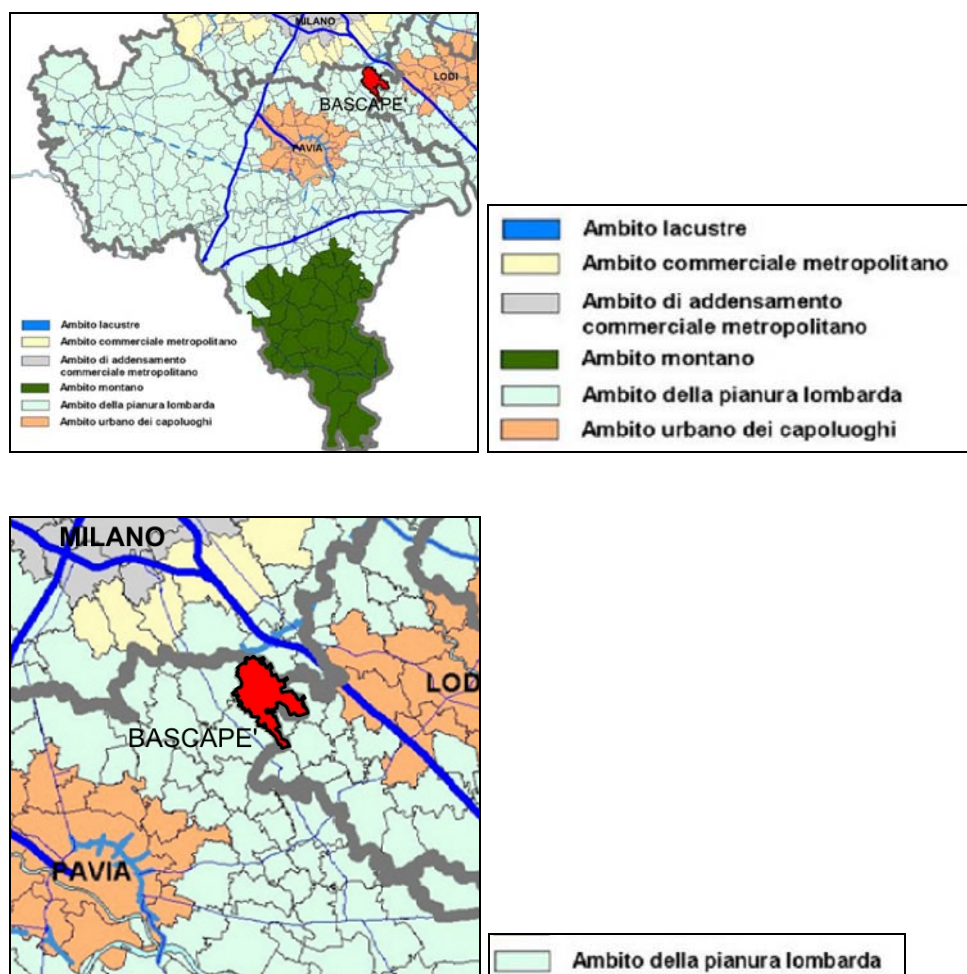 MILANO
LODI
BASCAPE'
PAVIA
Ambito lacustre
Ambito commerciale metropolitano
Ambito di addensamento
commerciale metropolitano
Ambito montano
Ambito della pianura lombarda
Ambito urbano dei capoluoghi
Ambito lacustre
Ambito commerciale metropolitano
Ambito di addensamento
commerciale metropolitano
Ambito montano
Ambito della pianura lombarda
Ambito urbano dei capoluoghi
MILANO
LOD
BASCAPE'
PAVIA
Ambito della pianura lombarda